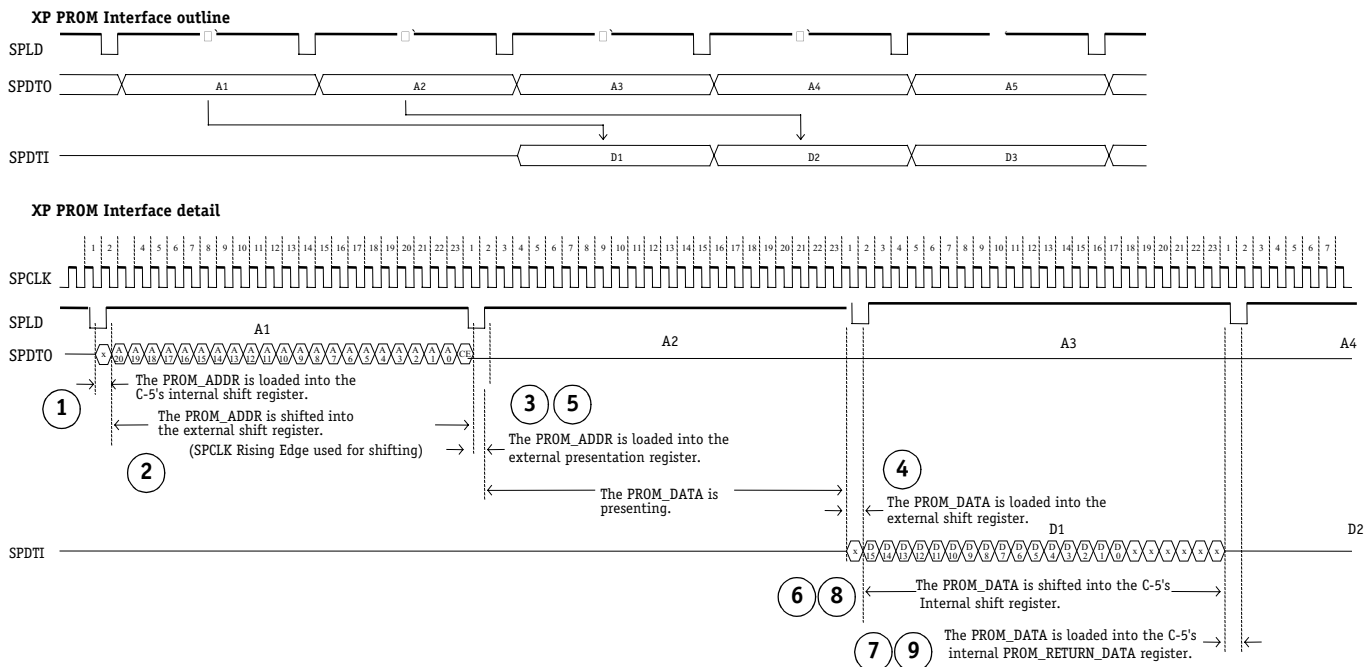 XP PROM Interface outline
SPLD
SPDTO A1 A2 A3 A4 A5
SPDTI D1 D2 D3
XP PROM Interface detail
1 2 4 5 6 7 8 9 10 11 12 13 14 15 16 17 18 19 20 21 22 23 1 2 3 4 5 6 7 8 9 10 11 12 13 14 15 16 17 18 19 20 21 22 23 1 2 3 4 5 6 7 8 9 10 11 12 13 14 15 16 17 18 19 20 21 22 23 1 2 3 4 5 6 7
SPCLK
SPLD
A1 A2 A3 A4
SPDTO x A20 A19 A18 A17 A16 A15 A14 A13 A12 A11 A10 A9 A8 A7 A6 A5 A4 A3 A2 A1 A0 CE
1
The PROM_ADDR is loaded into the
C-5's internal shift register.
The PROM_ADDR is shifted into
the external shift register.
(SPCLK Rising Edge used for shifting)
2
3 5
The PROM_ADDR is loaded into the
external presentation register.
The PROM_DATA is
presenting.
4
The PROM_DATA is loaded into the
external shift register.
D1 D2
SPDTI x D15 D14 D13 D12 D11 D10 D9 D8 D7 D6 D5 D4 D3 D2 D1 D0 x x x x x x
6 8
The PROM_DATA is shifted into the C-5's
Internal shift register.
7 9
The PROM_DATA is loaded into the C-5's
internal PROM_RETURN_DATA register.